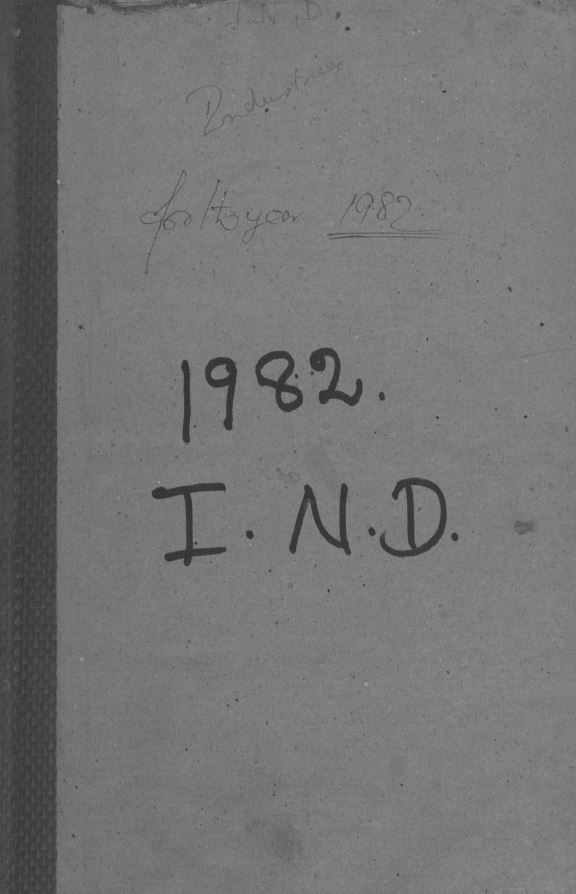 I.N.D.
Industries
for the year 1982
1982.
I. N.D.